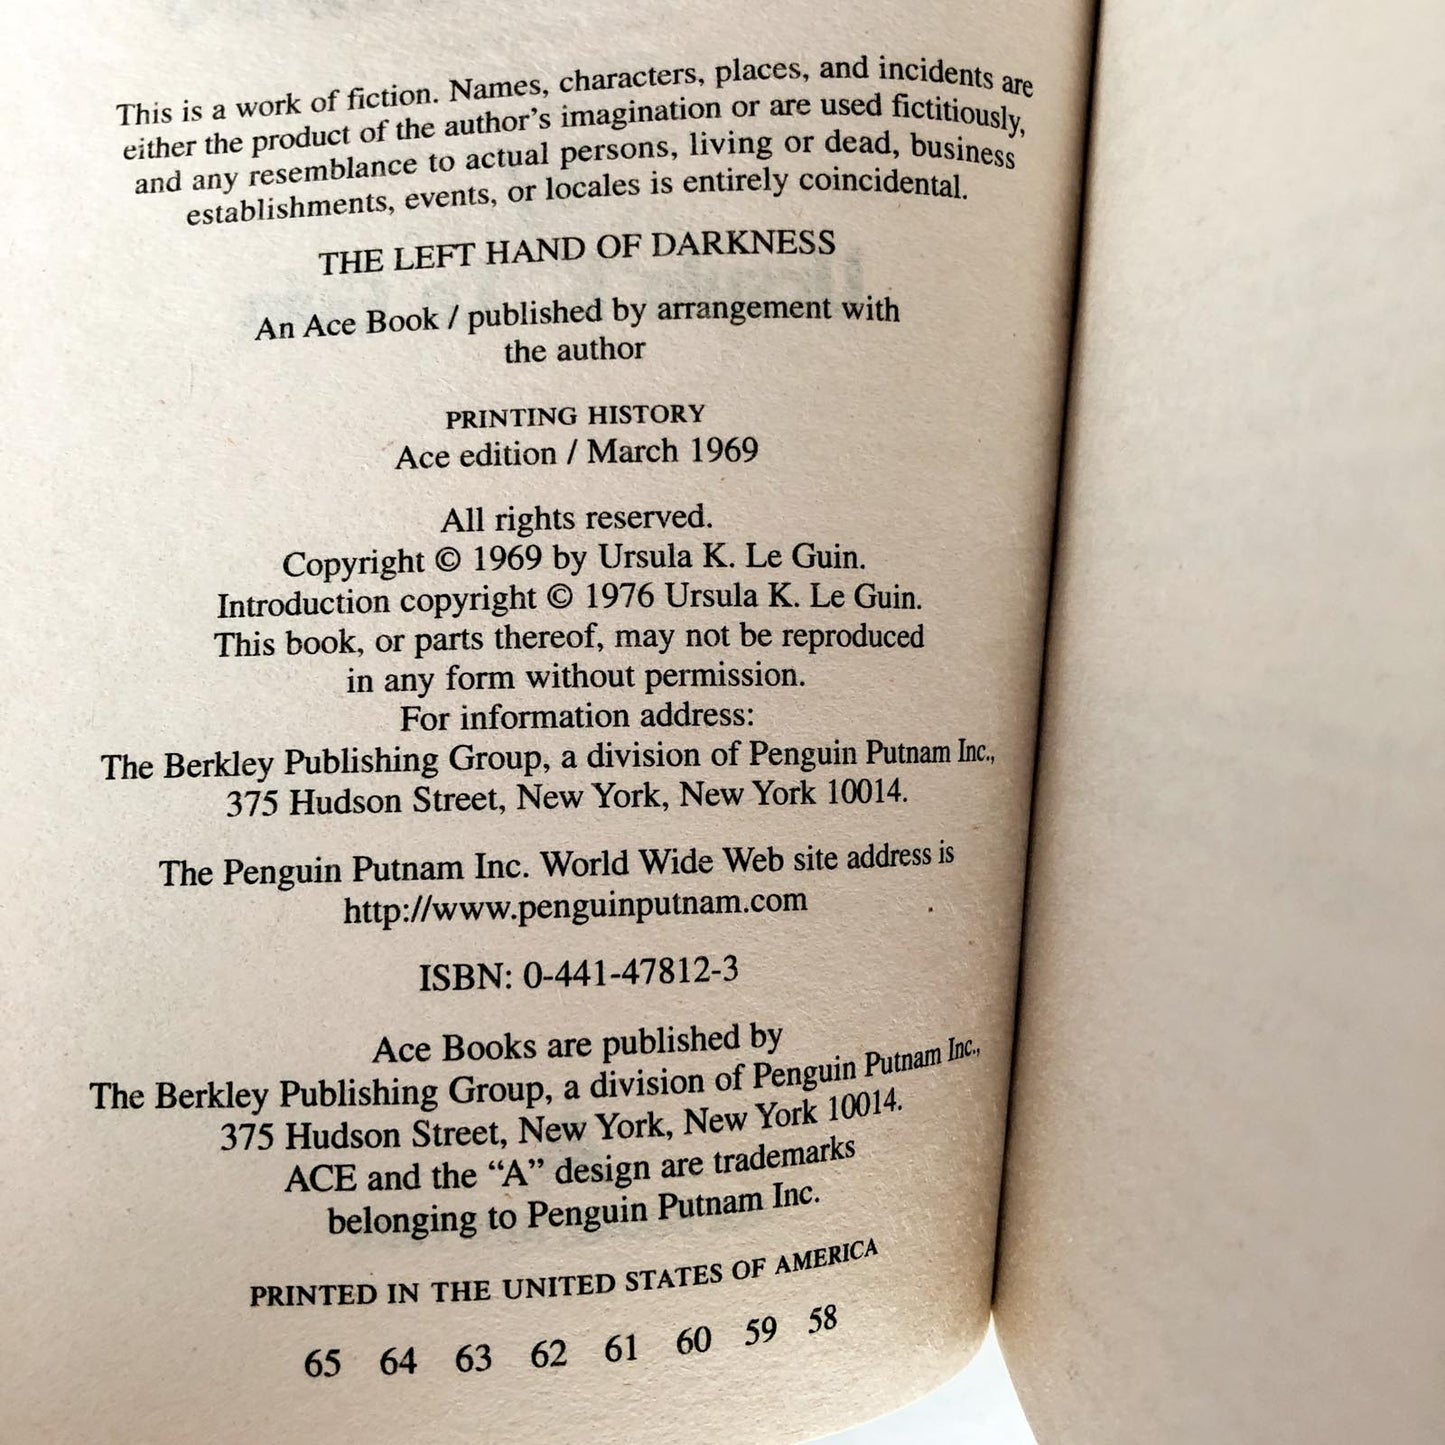 This is a work of fiction. Names, characters, places, and incidents are
either the product of the author's imagination or are used fictitiously,
and any resemblance to actual persons, living or dead, business
establishments, events, or locales is entirely coincidental.
THE LEFT HAND OF DARKNESS
An Ace Book / published by arrangement with
the author
PRINTING HISTORY
Ace edition / March 1969
All rights reserved.
Copyright © 1969 by Ursula K. Le Guin.
Introduction copyright © 1976 Ursula K. Le Guin.
This book, or parts thereof, may not be reproduced
in any form without permission.
For information address:
The Berkley Publishing Group, a division of Penguin Putnam Inc.,
375 Hudson Street, New York, New York 10014.
The Penguin Putnam Inc. World Wide Web site address is
http://www.penguinputnam.com
ISBN: 0-441-47812-3
Ace Books are published by
The Berkley Publishing Group, a division of Penguin Putnam Inc.,
375 Hudson Street, New York, New York 10014.
ACE and the “A” design are trademarks
belonging to Penguin Putnam Inc.
PRINTED IN THE UNITED STATES OF AMERICA
65 64 63 62 61 60 59 58